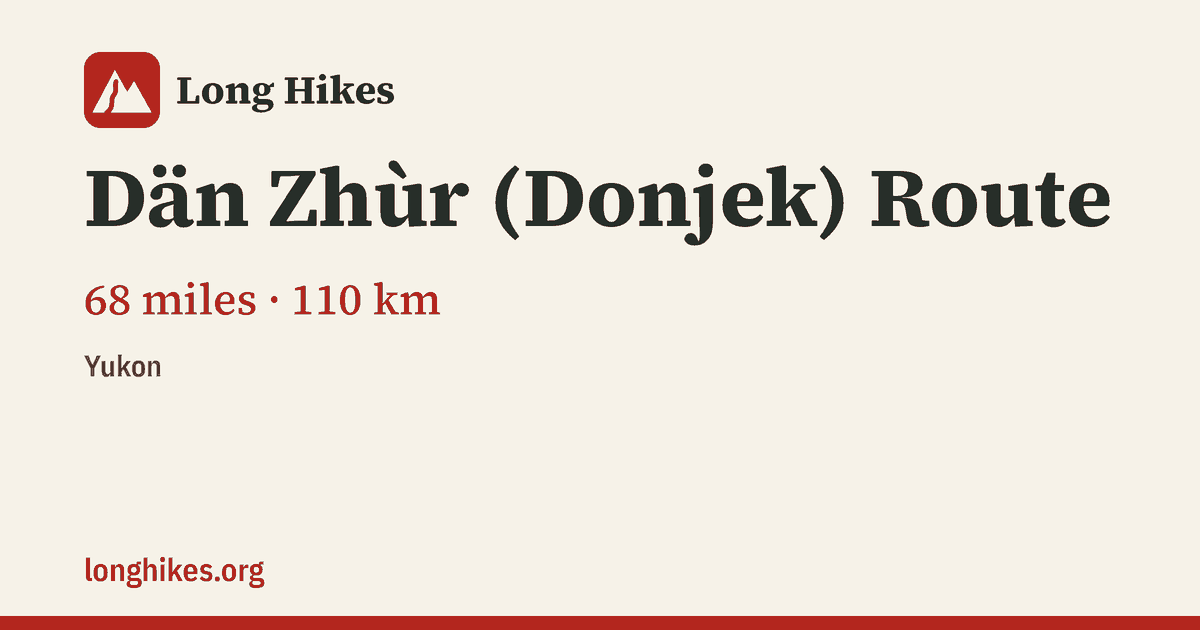 Long Hikes
Dän Zhùr (Donjek) Route
68 miles · 110 km
Yukon
longhikes.org